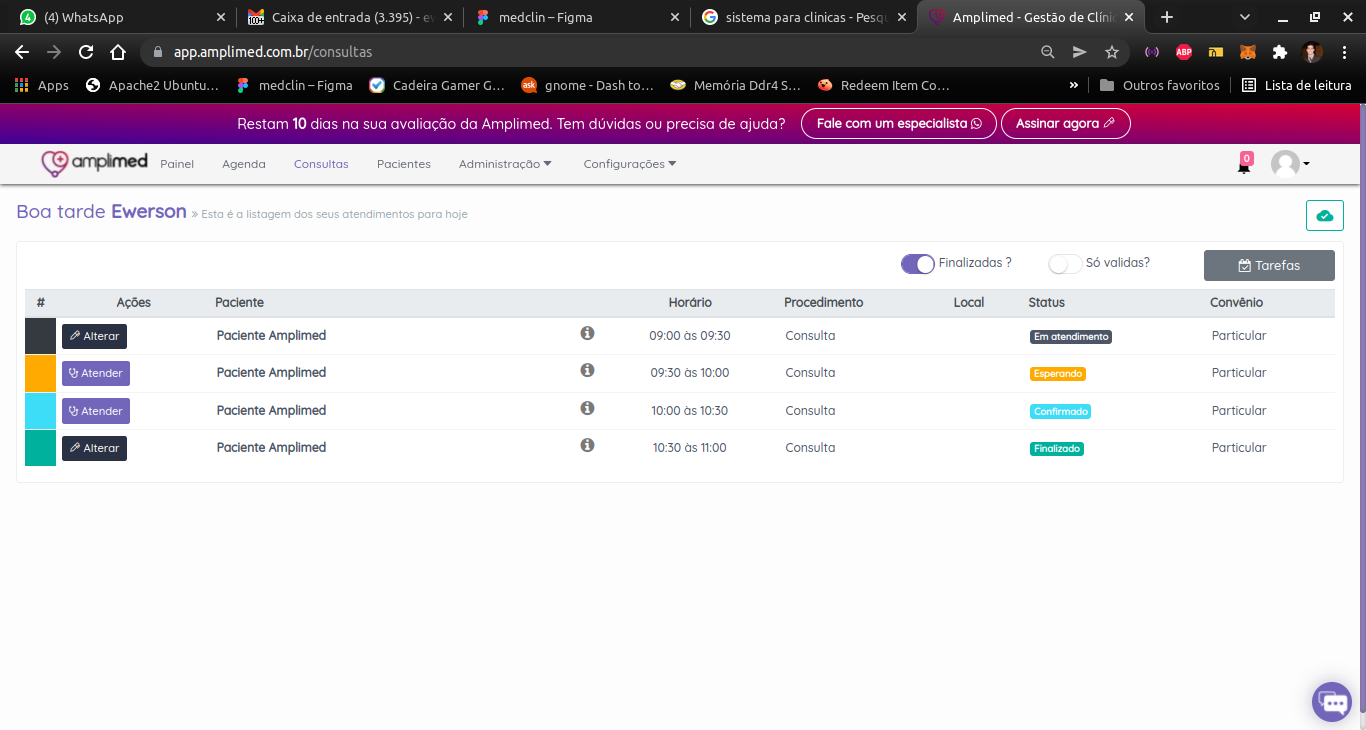 (4) WhatsApp
Caixa de entrada (3.395) - ew
medclin – Figma
sistema para clinicas - Pesqu
Amplimed - Gestão de Clínic
app.amplimed.com.br/consultas
ABP
Apps
Apache2 Ubuntu...
medclin – Figma
Cadeira Gamer G...
ask
gnome - Dash to...
Memória Ddr4 S...
Redeem Item Co...
»
Outros favoritos
Lista de leitura
Restam 10 dias na sua avaliação da Amplimed. Tem dúvidas ou precisa de ajuda?
Fale com um especialista
Assinar agora
amplimed
Painel
Agenda
Consultas
Pacientes
Administração
Configurações
0
Boa tarde Ewerson » Esta é a listagem dos seus atendimentos para hoje
Finalizadas ?
Só validas?
Tarefas
# Ações Paciente Horário Procedimento Local Status Convênio
Alterar Paciente Amplimed 09:00 às 09:30 Consulta Em atendimento Particular
Atender Paciente Amplimed 09:30 às 10:00 Consulta Esperando Particular
Atender Paciente Amplimed 10:00 às 10:30 Consulta Confirmado Particular
Alterar Paciente Amplimed 10:30 às 11:00 Consulta Finalizado Particular